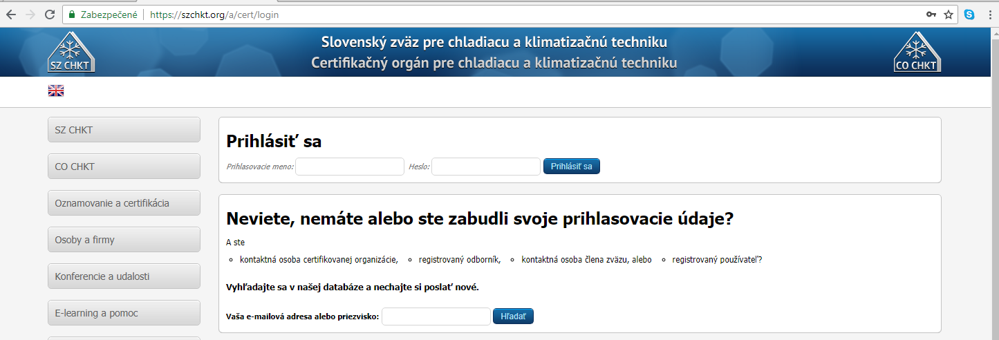 Zabezpečené https://szchkt.org/a/cert/login
SZ CHKT
Slovenský zväz pre chladiacu a klimatizačnú techniku
Certifikačný orgán pre chladiacu a klimatizačnú techniku
CO CHKT
SZ CHKT
CO CHKT
Oznamovanie a certifikácia
Osoby a firmy
Konferencie a udalosti
E-learning a pomoc
Prihlásiť sa
Prihlasovacie meno: Heslo: Prihlásiť sa
Neviete, nemáte alebo ste zabudli svoje prihlasovacie údaje?
A ste
kontaktná osoba certifikovanej organizácie, registrovaný odborník, kontaktná osoba člena zväzu, alebo registrovaný používateľ?
Vyhľadajte sa v našej databáze a nechajte si poslať nové.
Vaša e-mailová adresa alebo priezvisko: Hľadať